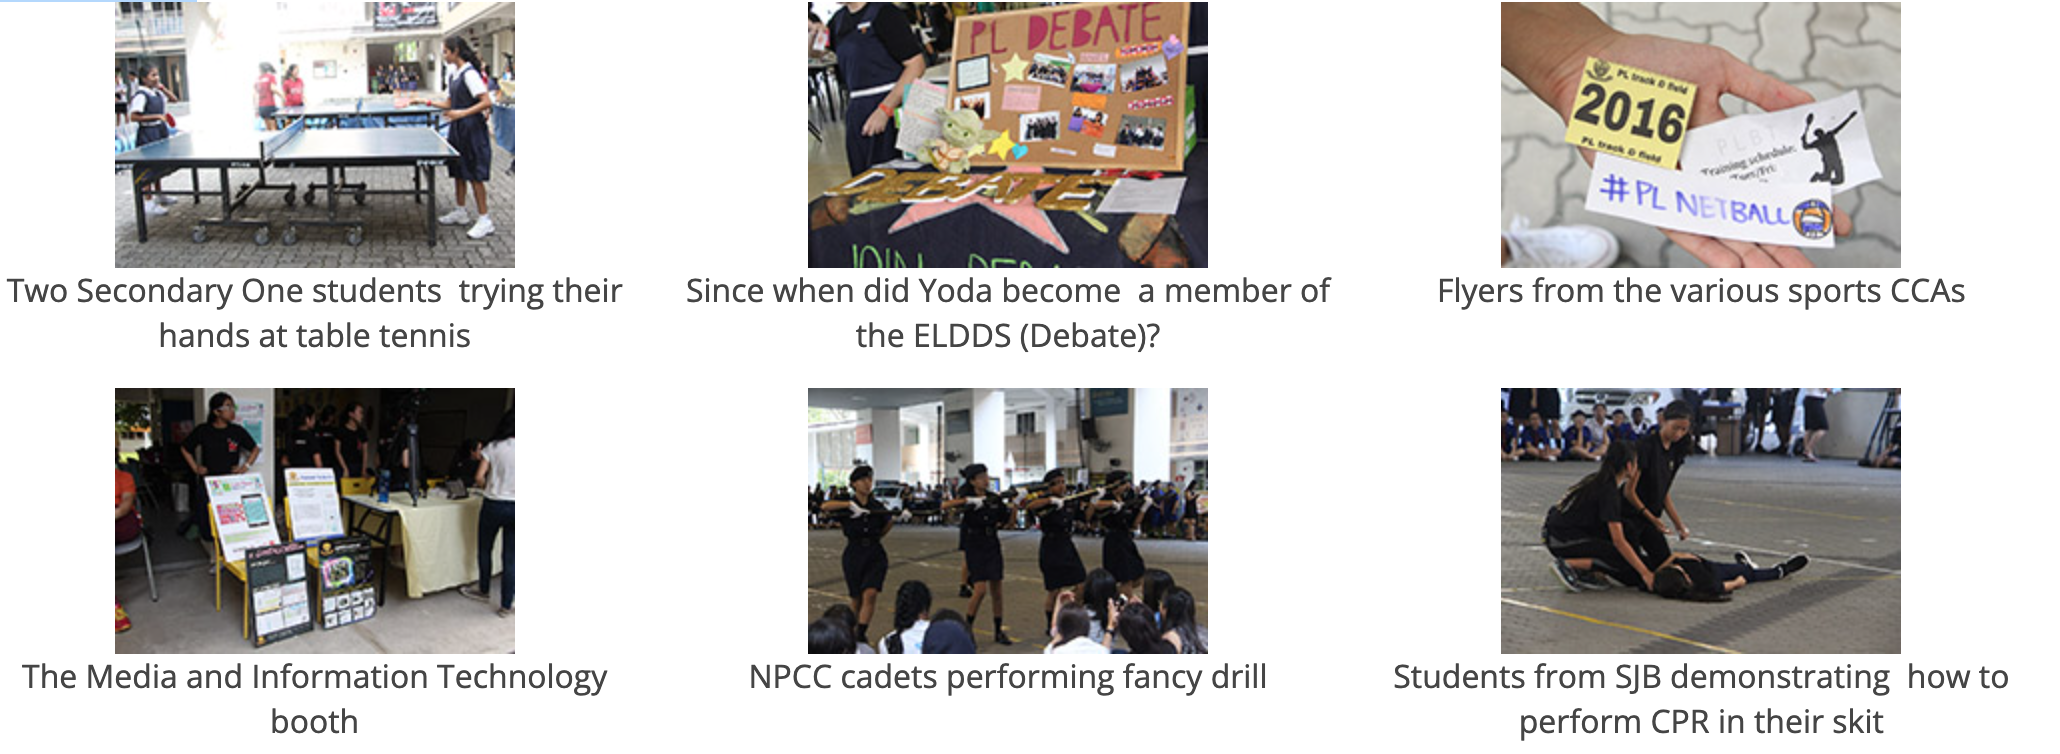 PL DEBATE
DEBATE
JOIN
PL track & field
2016
PL track & field
PLBT
Training schedule:
Tues/Fri:
#PL NETBALL
Two Secondary One students  trying their
hands at table tennis
Since when did Yoda become  a member of
the ELDDS (Debate)?
Flyers from the various sports CCAs
The Media and Information Technology
booth
NPCC cadets performing fancy drill
Students from SJB demonstrating  how to
perform CPR in their skit